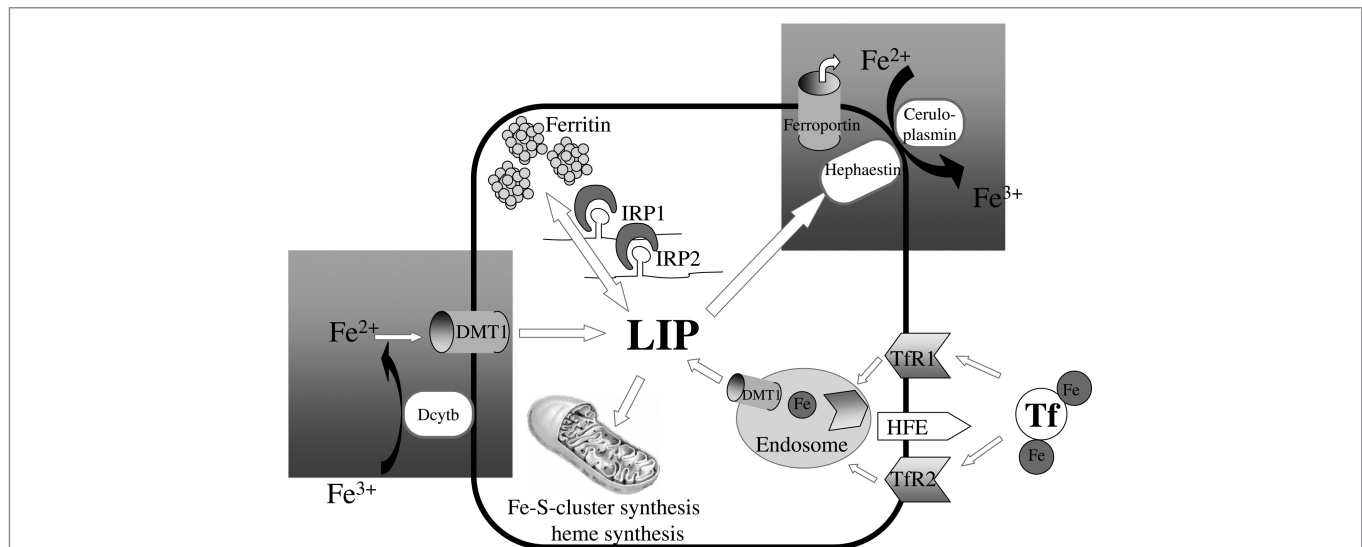 Fe2+
Ferroportin
Cerulo-
plasmin
Hephaestin
Fe3+
Ferritin
IRP1
IRP2
Fe2+
DMT1
LIP
Dcytb
Fe3+
TfR1
DMT1
Fe
Endosome
HFE
TfR2
Fe
Tf
Fe
Fe-S-cluster synthesis
heme synthesis